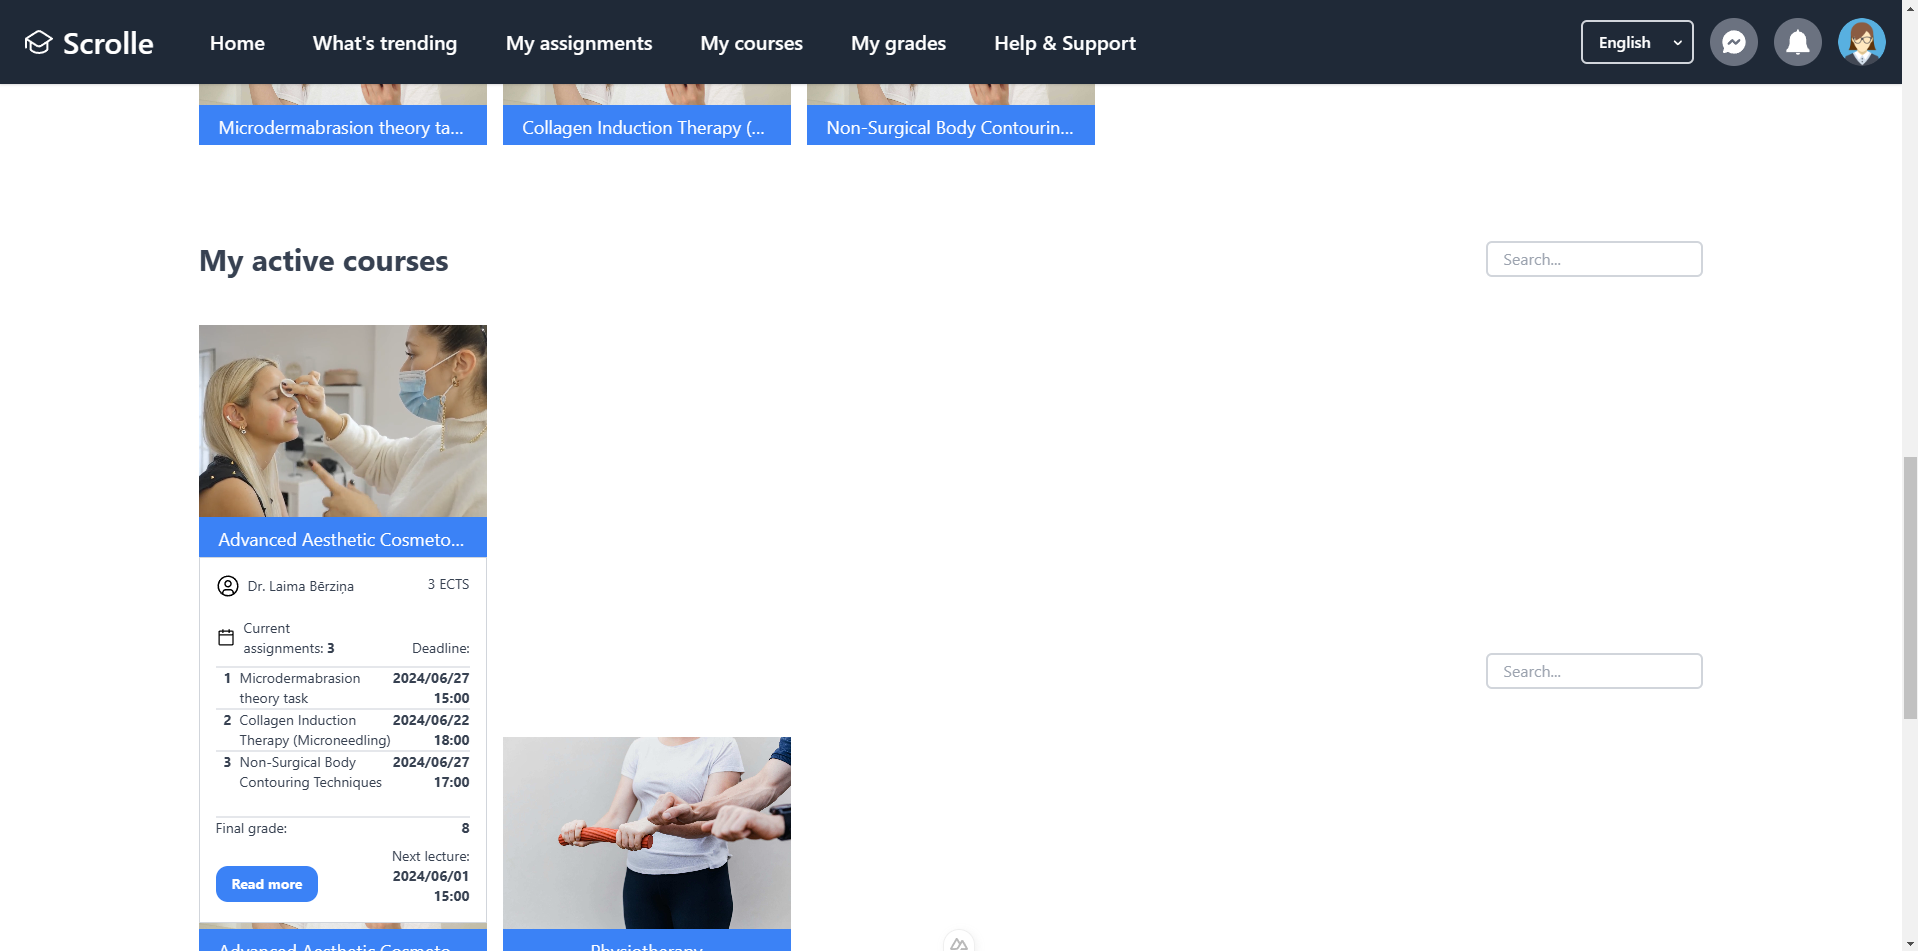 Scrolle
Home
What's trending
My assignments
My courses
My grades
Help & Support
English
Microdermabrasion theory ta...
Collagen Induction Therapy (...
Non-Surgical Body Contourin...
My active courses
Search...
Advanced Aesthetic Cosmeto...
Dr. Laima Bērziņa
3 ECTS
Current
assignments: 3
Deadline:
1 Microdermabrasion 2024/06/27
theory task 15:00
2 Collagen Induction 2024/06/22
Therapy (Microneedling) 18:00
3 Non-Surgical Body 2024/06/27
Contouring Techniques 17:00
Final grade: 8
Next lecture:
2024/06/01
15:00
Read more
Search...
Advanced Aesthetic Cosmeto...
Physiotherapy